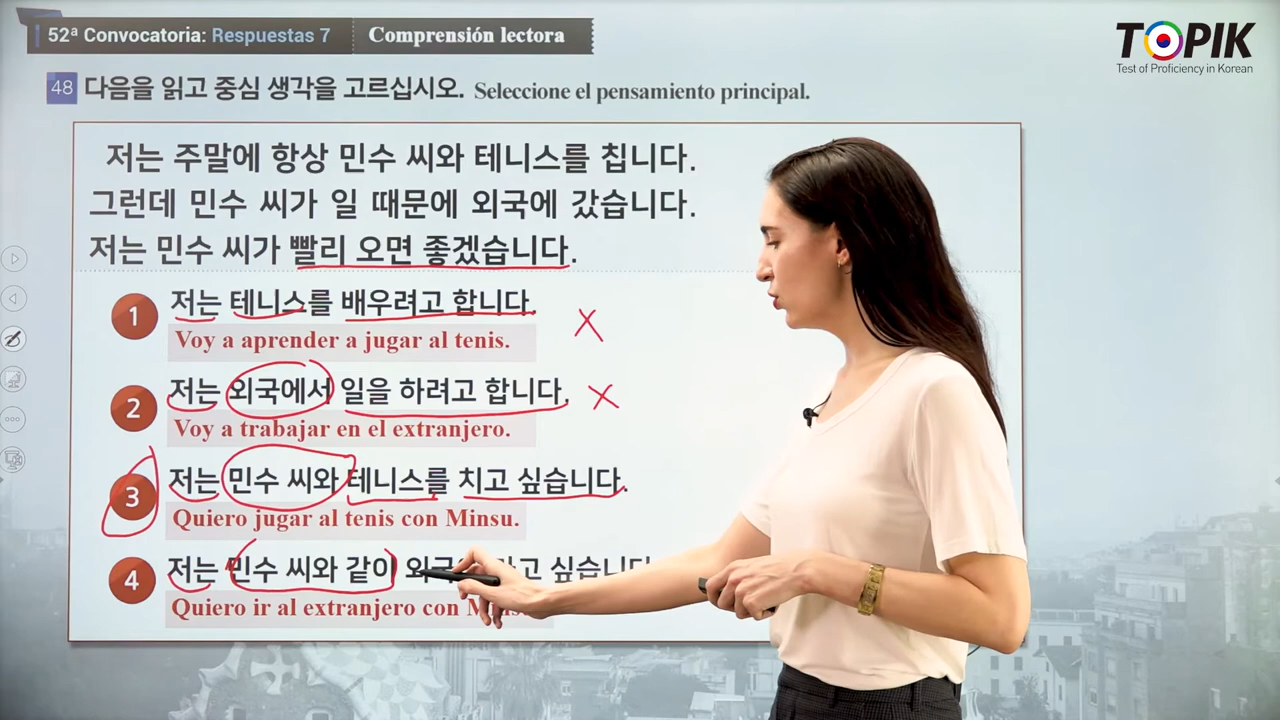 52ª Convocatoria: Respuestas 7 Comprensión lectora
TOPIK
Test of Proficiency in Korean
48 다음을 읽고 중심 생각을 고르십시오. Seleccione el pensamiento principal.
저는 주말에 항상 민수 씨와 테니스를 칩니다.
그런데 민수 씨가 일 때문에 외국에 갔습니다.
저는 민수 씨가 빨리 오면 좋겠습니다.
1 저는 테니스를 배우려고 합니다.
Voy a aprender a jugar al tenis.
2 저는 외국에서 일을 하려고 합니다.
Voy a trabajar en el extranjero.
3 저는 민수 씨와 테니스를 치고 싶습니다.
Quiero jugar al tenis con Minsu.
4 저는 민수 씨와 같이 싶습니다
Quiero ir al extranjero con